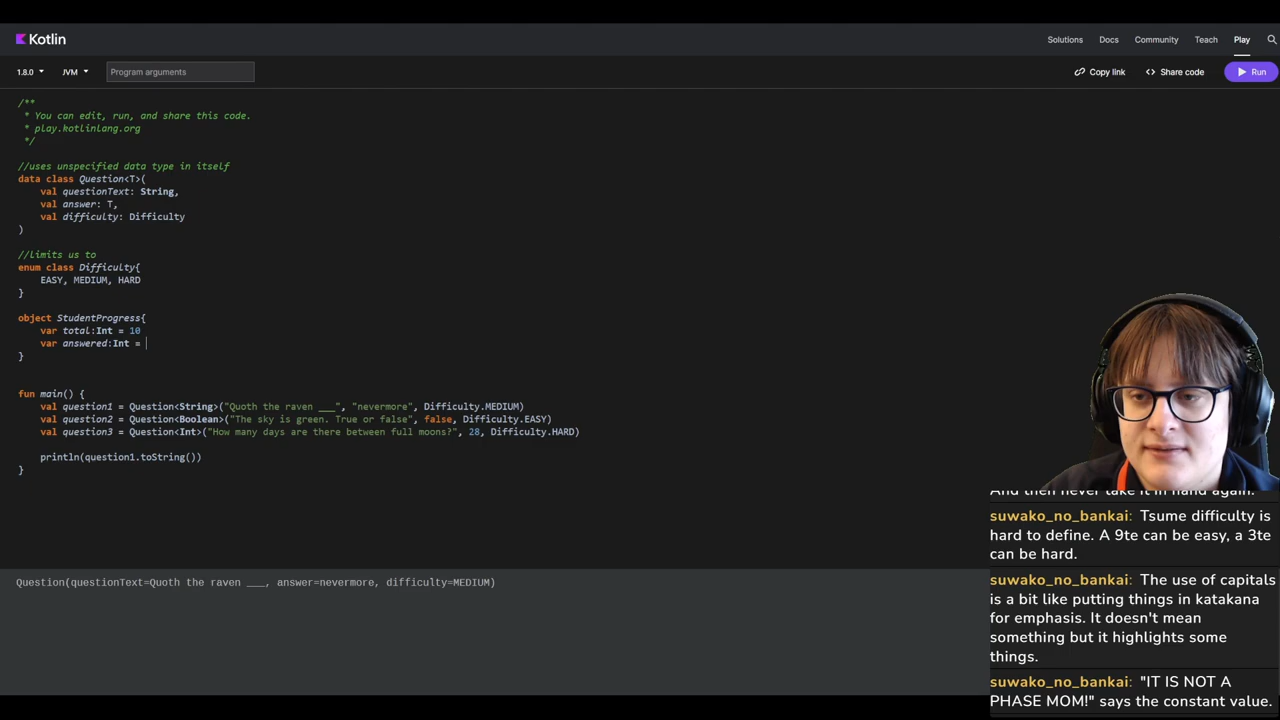 Kotlin
Solutions Docs Community Teach Play
1.8.0 JVM Program arguments
Copy link <> Share code Run
/**
* You can edit, run, and share this code.
* play.kotlinlang.org
*/
//uses unspecified data type in itself
data class Question<T>(
val questionText: String,
val answer: T,
val difficulty: Difficulty
)
//limits us to
enum class Difficulty{
EASY, MEDIUM, HARD
}
object StudentProgress{
var total:Int = 10
var answered:Int =
}
fun main() {
val question1 = Question<String>("Quoth the raven ___", "nevermore", Difficulty.MEDIUM)
val question2 = Question<Boolean>("The sky is green. True or false", false, Difficulty.EASY)
val question3 = Question<Int>("How many days are there between full moons?", 28, Difficulty.HARD)
println(question1.toString())
}
Question(questionText=Quoth the raven ___, answer=nevermore, difficulty=MEDIUM)
And then never take it in hand again.
suwako_no_bankai: Tsume difficulty is
hard to define. A 9te can be easy, a 3te
can be hard.
suwako_no_bankai: The use of capitals
is a bit like putting things in katakana
for emphasis. It doesn't mean
something but it highlights some
things.
suwako_no_bankai: "IT IS NOT A
PHASE MOM!" says the constant value.